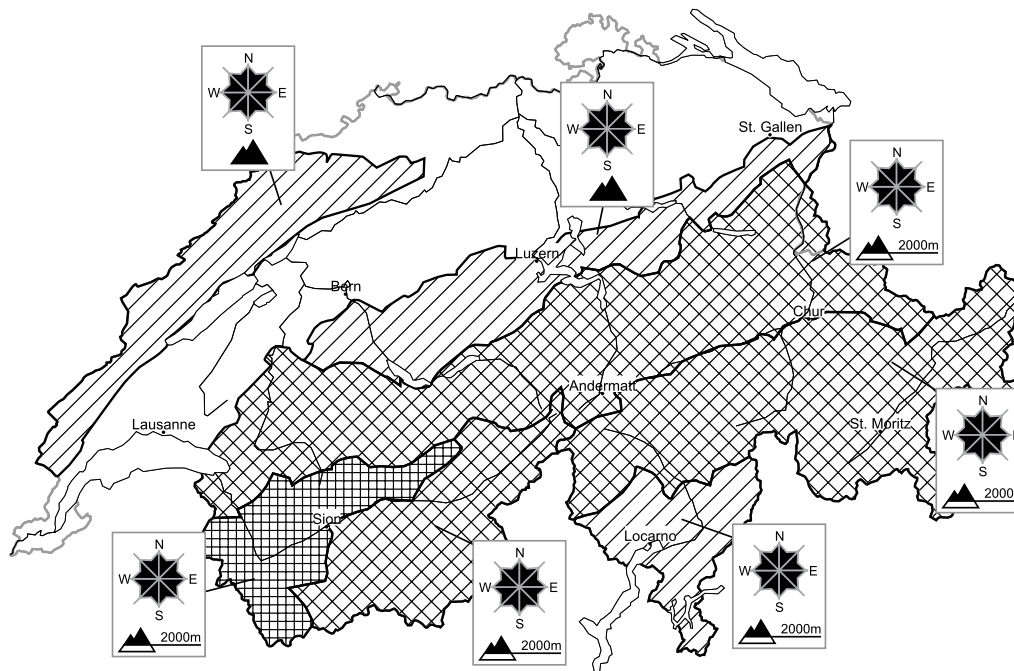 N
W E
S
N
W E
S
St. Gallen
N
W E
S
2000m
Luzern
Bern
Chur
Andermatt
Lausanne
St. Moritz
N
W
S
2000
Sion
Locarno
N
W E
S
2000m
N
W E
S
2000m
N
W E
S
2000m